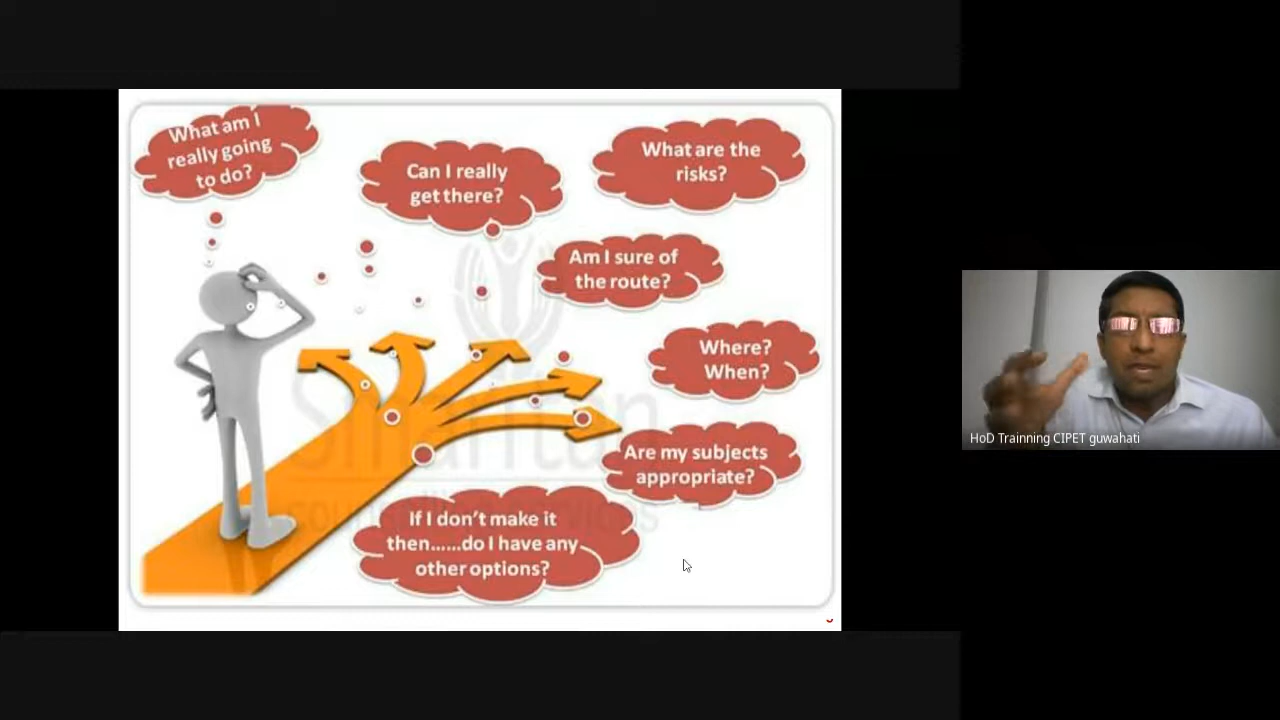 What am I
really going
to do?
Can I really
get there?
What are the
risks?
Am I sure of
the route?
Where?
When?
Are my subjects
appropriate?
If I don't make it
then......do I have any
other options?
HoD Trainning CIPET guwahati